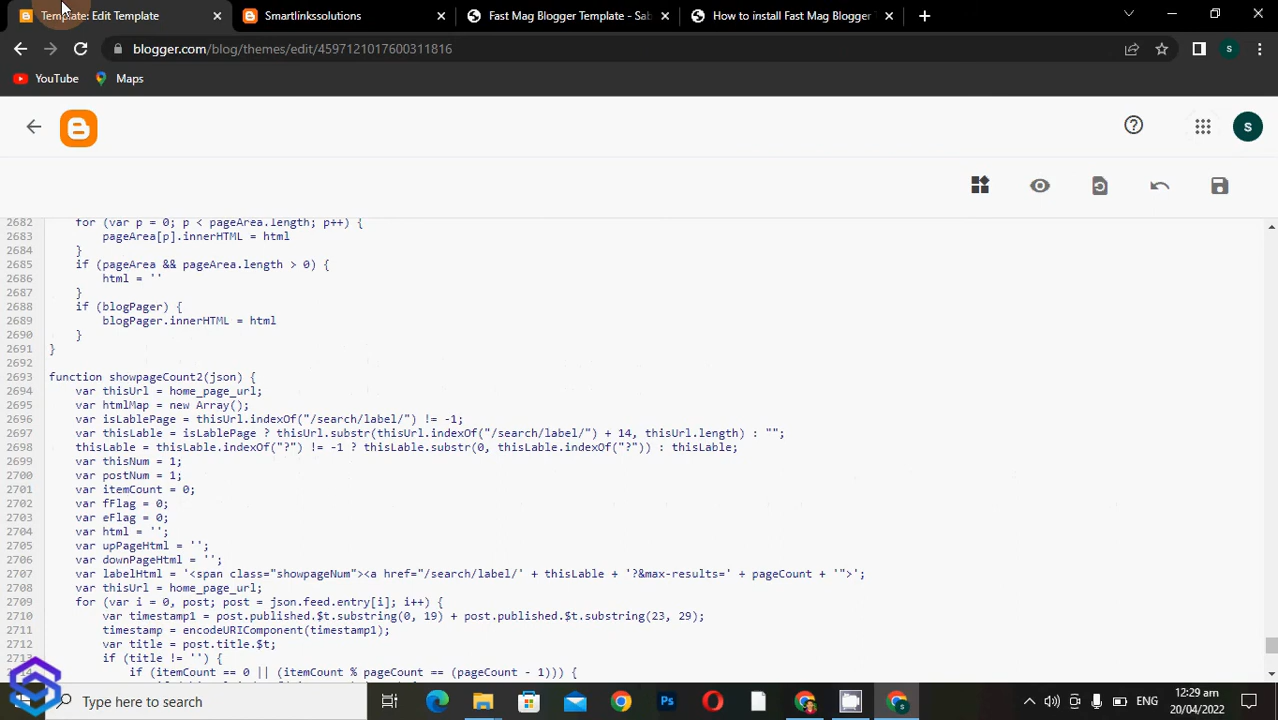 Template: Edit Template
Smartlinkssolutions
Fast Mag Blogger Template - Sab
How to install Fast Mag Blogger
blogger.com/blog/themes/edit/4597121017600311816
S
YouTube
Maps
S
2682 for (var p = 0; p < pageArea.length; p++) {
2683 pageArea[p].innerHTML = html
2684 }
2685 if (pageArea && pageArea.length > 0) {
2686 html = ''
2687 }
2688 if (blogPager) {
2689 blogPager.innerHTML = html
2690 }
2691 }
2692
2693 function showpageCount2(json) {
2694 var thisUrl = home_page_url;
2695 var htmlMap = new Array();
2696 var isLablePage = thisUrl.indexOf("/search/label/") != -1;
2697 var thisLable = isLablePage ? thisUrl.substr(thisUrl.indexOf("/search/label/") + 14, thisUrl.length) : "";
2698 thisLable = thisLable.indexOf("?") != -1 ? thisLable.substr(0, thisLable.indexOf("?")) : thisLable;
2699 var thisNum = 1;
2700 var postNum = 1;
2701 var itemCount = 0;
2702 var fFlag = 0;
2703 var eFlag = 0;
2704 var html = '';
2705 var upPageHtml = '';
2706 var downPageHtml = '';
2707 var labelHtml = '<span class="showpageNum"><a href="/search/label/' + thisLable + '?&max-results=' + pageCount + '">';
2708 var thisUrl = home_page_url;
2709 for (var i = 0, post; post = json.feed.entry[i]; i++) {
2710 var timestamp1 = post.published.$t.substring(0, 19) + post.published.$t.substring(23, 29);
2711 timestamp = encodeURIComponent(timestamp1);
2712 var title = post.title.$t;
2713 if (title != '') {
if (itemCount == 0 || (itemCount % pageCount == (pageCount - 1))) {
Type here to search
Ps
ENG
12:29 am
20/04/2022